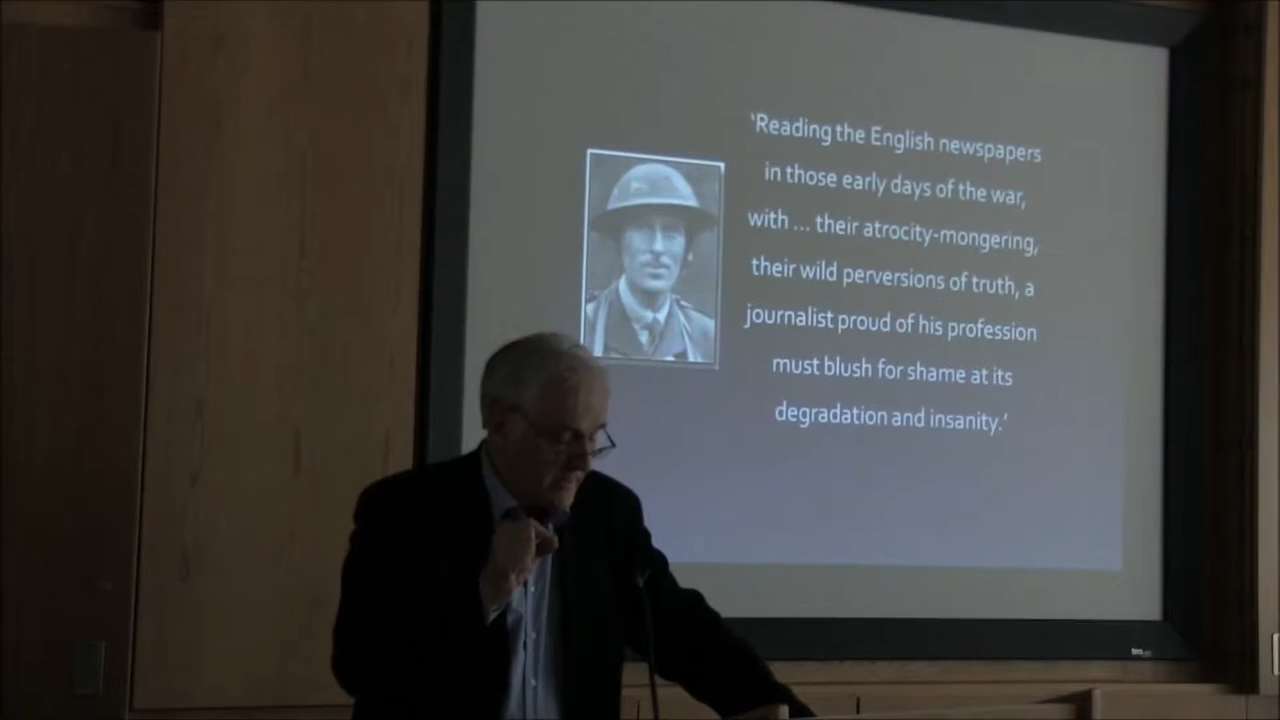 ‘Reading the English newspapers
in those early days of the war,
with ... their atrocity-mongering,
their wild perversions of truth, a
journalist proud of his profession
must blush for shame at its
degradation and insanity.’